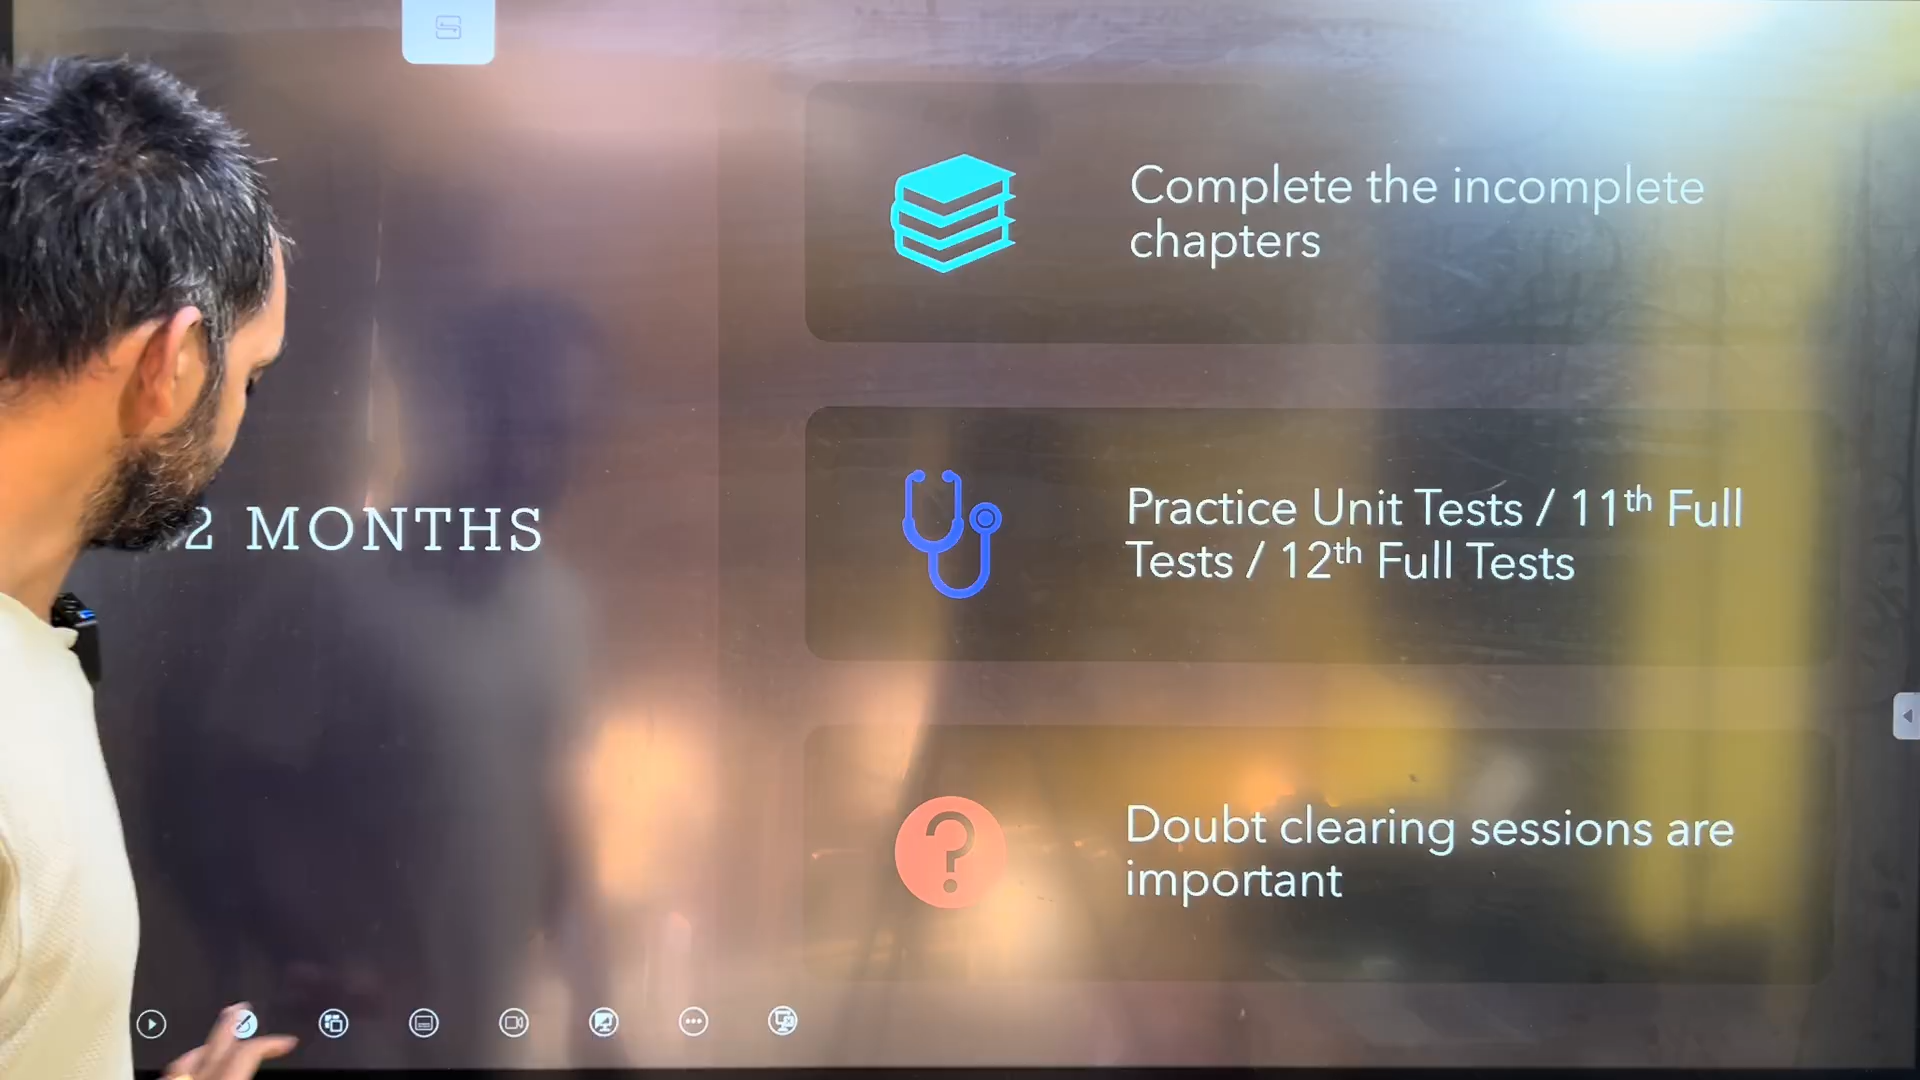 2 MONTHS
Complete the incomplete
chapters
Practice Unit Tests / 11th Full
Tests / 12th Full Tests
Doubt clearing sessions are
important